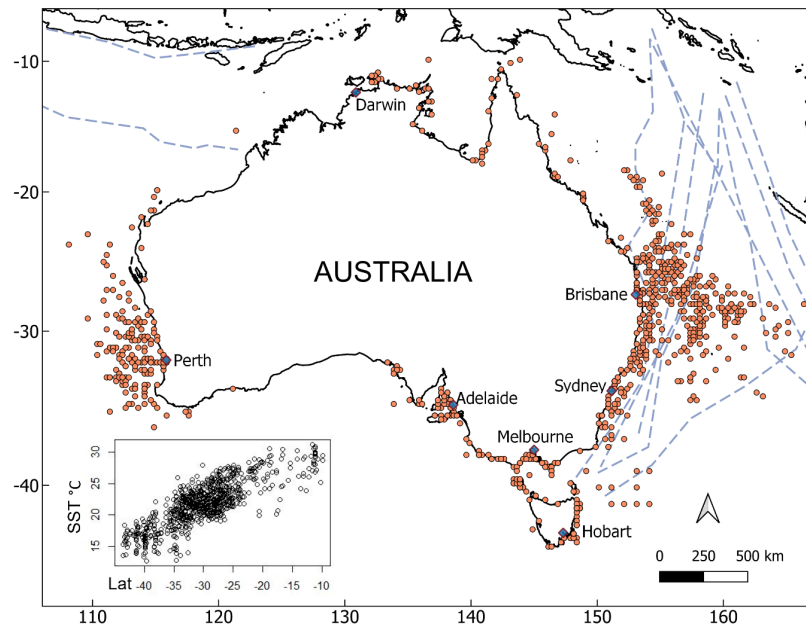 -10
-20
-30
-40
Darwin
AUSTRALIA
Brisbane
Perth
Adelaide
Sydney
Melbourne
Hobart
SST °C
30
25
20
15
Lat
-40 -35 -30 -25 -20 -15 -10
0 250 500 km
110 120 130 140 150 160